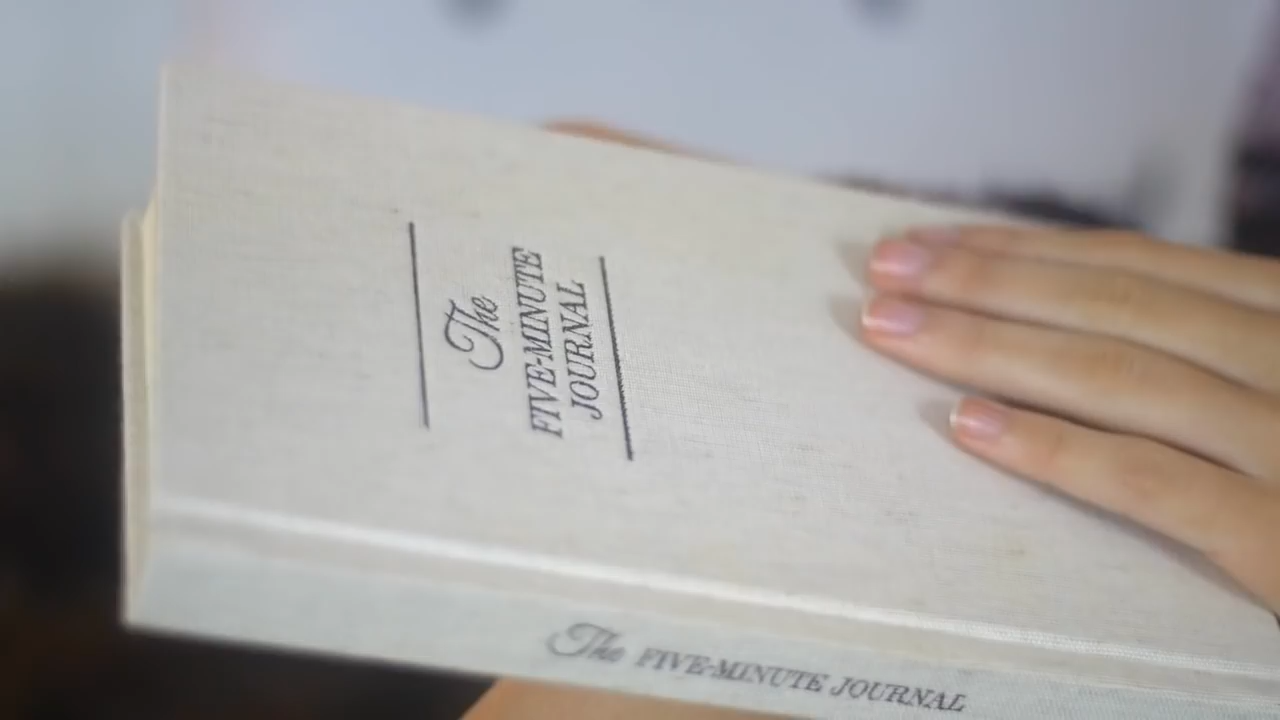 The
FIVE-MINUTE
JOURNAL
The FIVE-MINUTE JOURNAL